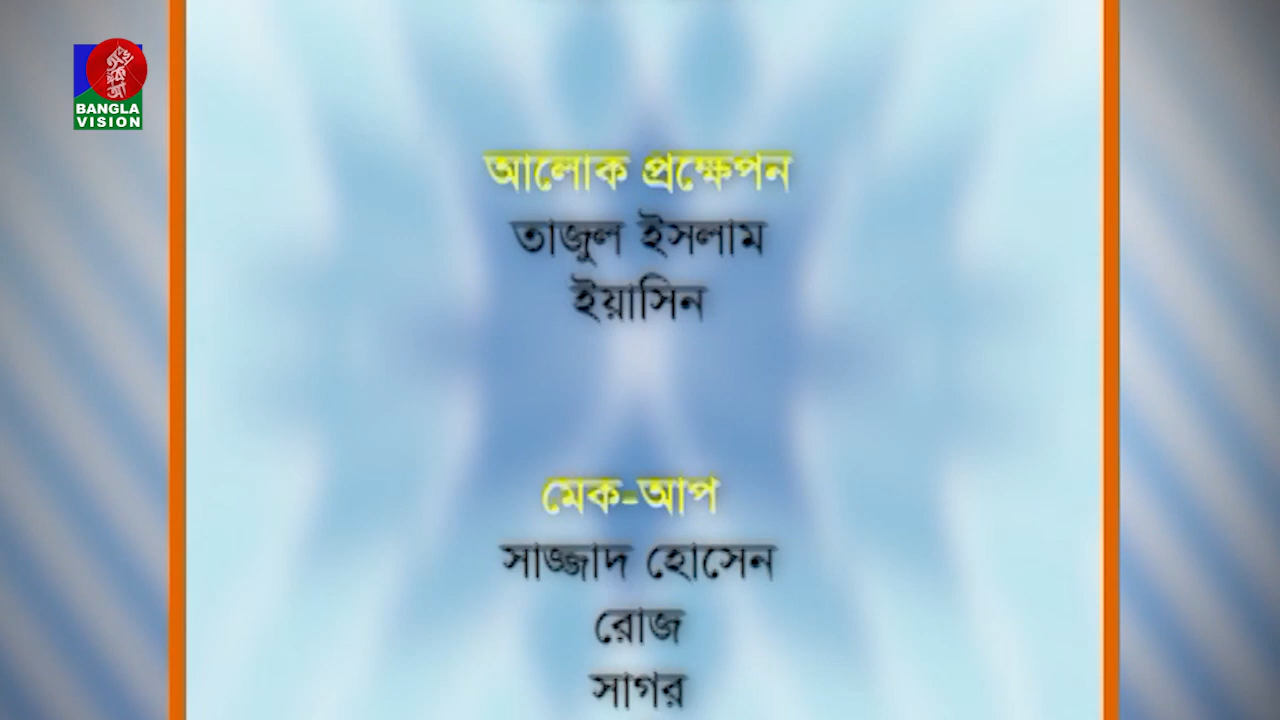 BANGLA
VISION
আলোক প্রক্ষেপন
তাজুল ইসলাম
ইয়াসিন
মেক-আপ
সাজ্জাদ হোসেন
রোজ
সাগর